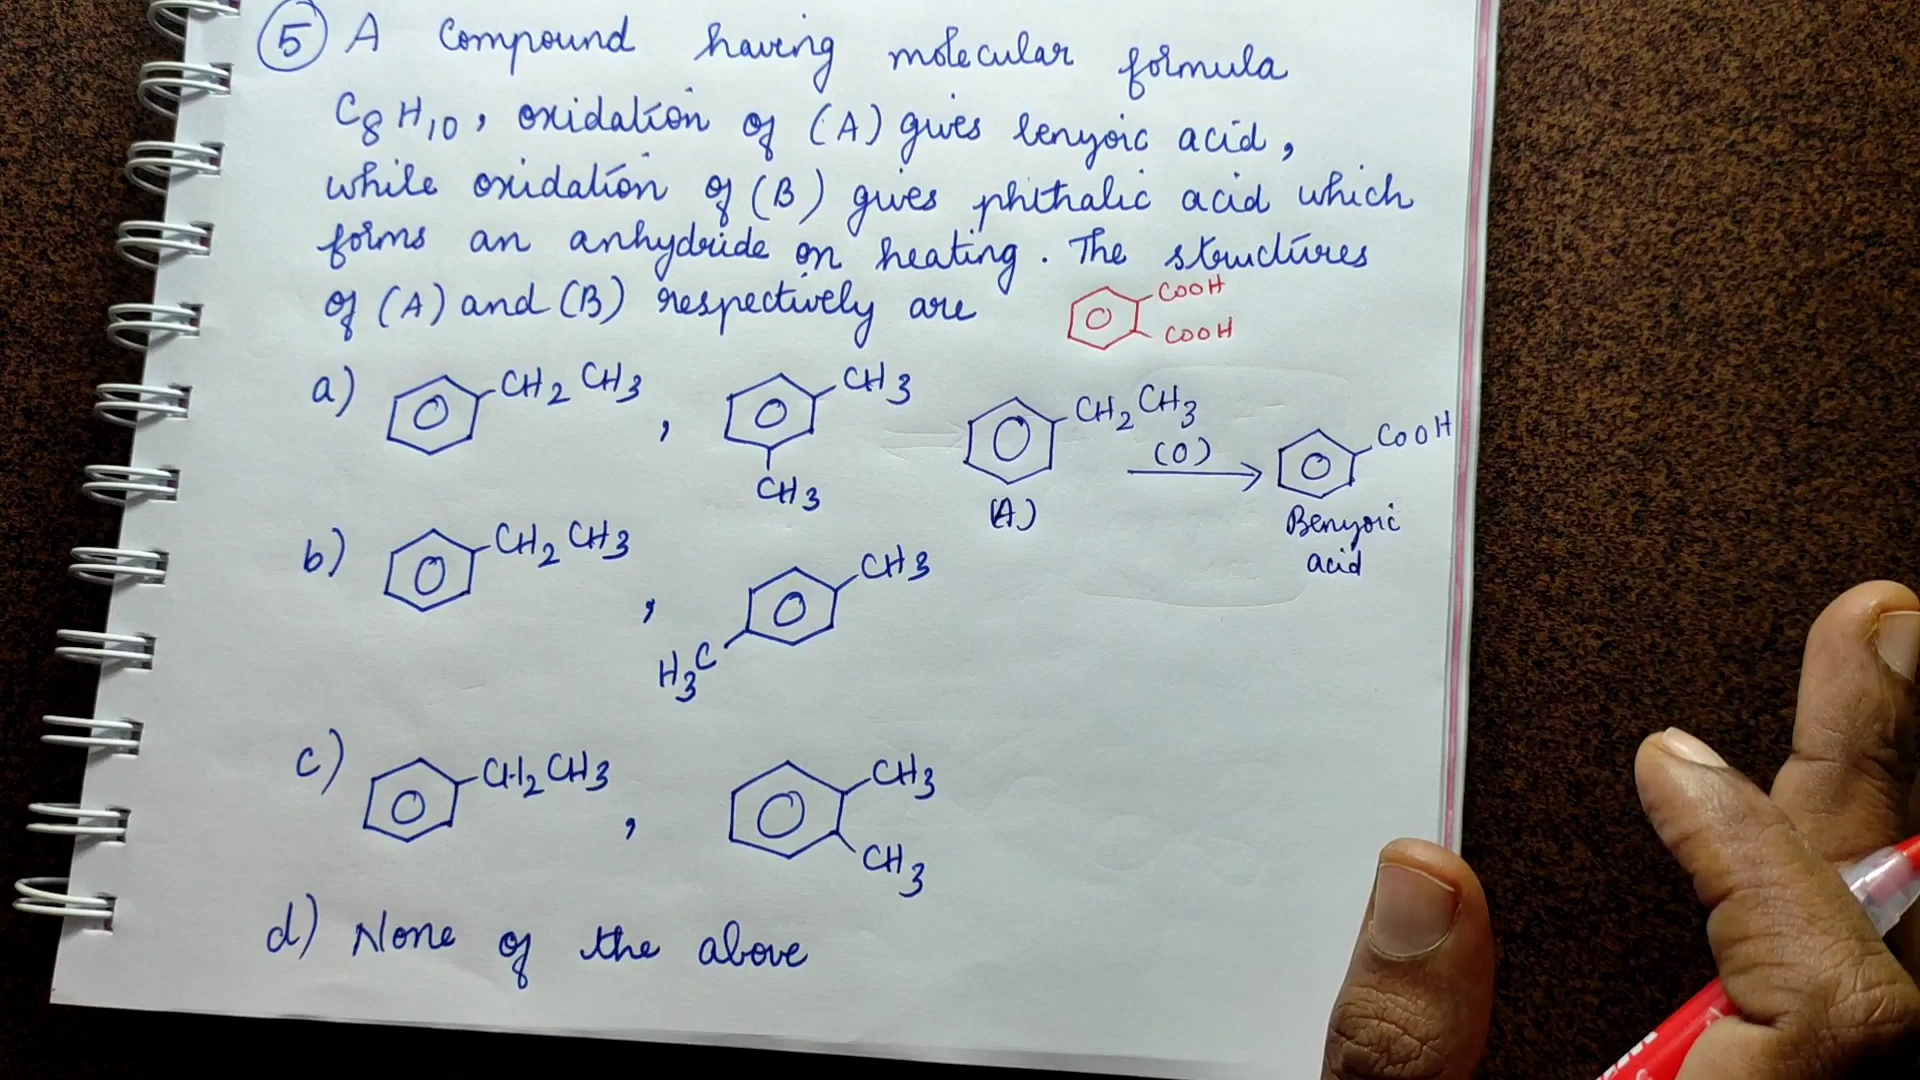 5 A Compound having molecular formula
C8H10, oxidation of (A) gives benzoic acid,
while oxidation of (B) gives phthalic acid which
forms an anhydride on heating. The structures
of (A) and (B) respectively are
COOH
COOH
a) CH2CH3, CH3
CH3
CH2CH3
(O)
COOH
(A)
Benzoic
acid
b) CH2CH3, CH3
H3C
c) CH2CH3, CH3
CH3
d) None of the above